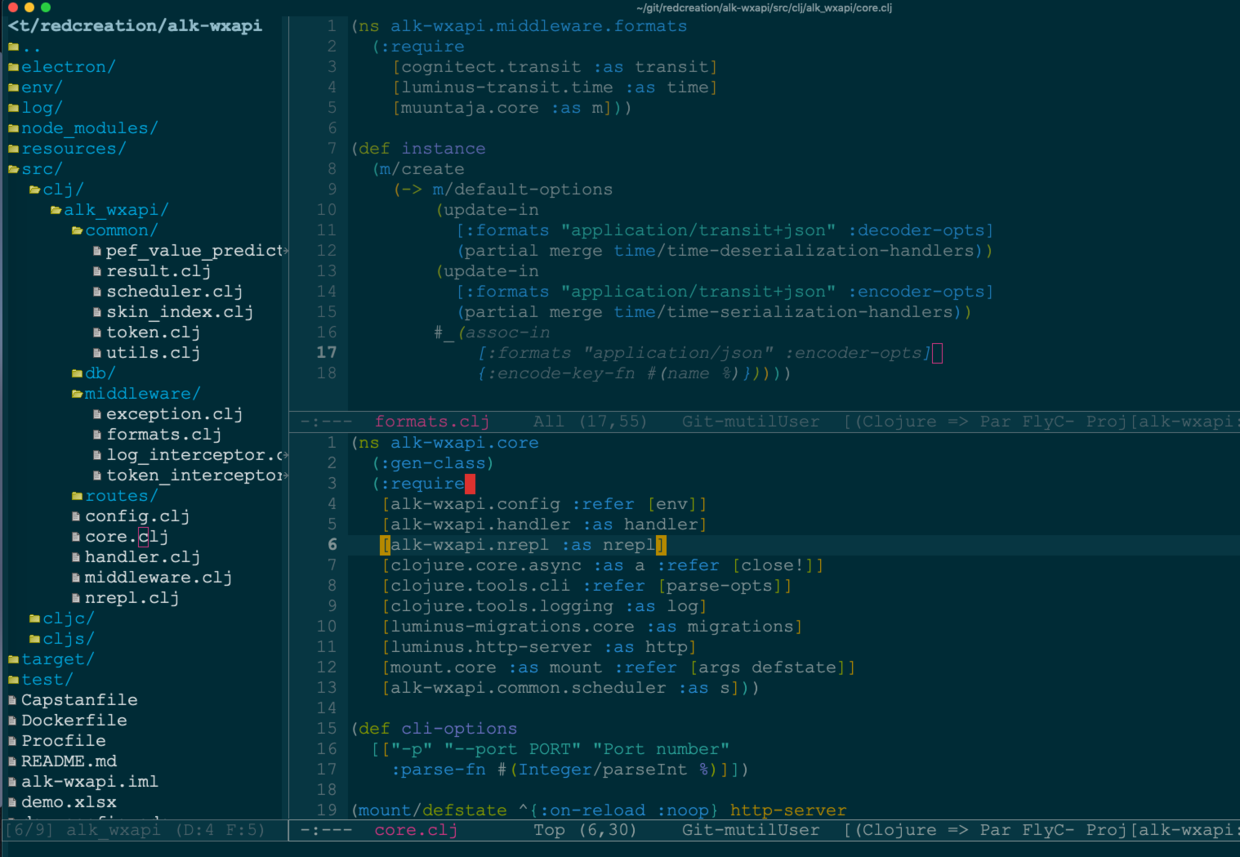 ~/git/redcreation/alk-wxapi/src/clj/alk_wxapi/core.clj
<t/redcreation/alk-wxapi
..
electron/
env/
log/
node_modules/
resources/
src/
clj/
alk_wxapi/
common/
pef_value_predict
result.clj
scheduler.clj
skin_index.clj
token.clj
utils.clj
db/
middleware/
exception.clj
formats.clj
log_interceptor.c
token_interceptor
routes/
config.clj
core.clj
handler.clj
middleware.clj
nrepl.clj
cljc/
cljs/
target/
test/
Capstanfile
Dockerfile
Procfile
README.md
alk-wxapi.iml
demo.xlsx
[6/9] alk_wxapi (D:4 F:5)
1 (ns alk-wxapi.middleware.formats
2 (:require
3 [cognitect.transit :as transit]
4 [luminus-transit.time :as time]
5 [muuntaja.core :as m]))
6
7 (def instance
8 (m/create
9 (-> m/default-options
10 (update-in
11 [:formats "application/transit+json" :decoder-opts]
12 (partial merge time/time-deserialization-handlers))
13 (update-in
14 [:formats "application/transit+json" :encoder-opts]
15 (partial merge time/time-serialization-handlers))
16 #_(assoc-in
17 [:formats "application/json" :encoder-opts]
18 {:encode-key-fn #(name %)}))))
-:--- formats.clj All (17,55) Git-mutilUser [(Clojure => Par FlyC- Proj[alk-wxapi:
1 (ns alk-wxapi.core
2 (:gen-class)
3 (:require
4 [alk-wxapi.config :refer [env]]
5 [alk-wxapi.handler :as handler]
6 [alk-wxapi.nrepl :as nrepl]
7 [clojure.core.async :as a :refer [close!]]
8 [clojure.tools.cli :refer [parse-opts]]
9 [clojure.tools.logging :as log]
10 [luminus-migrations.core :as migrations]
11 [luminus.http-server :as http]
12 [mount.core :as mount :refer [args defstate]]
13 [alk-wxapi.common.scheduler :as s]))
14
15 (def cli-options
16 [["-p" "--port PORT" "Port number"
17 :parse-fn #(Integer/parseInt %)]])
18
19 (mount/defstate ^{:on-reload :noop} http-server
-:--- core.clj Top (6,30) Git-mutilUser [(Clojure => Par FlyC- Proj[alk-wxapi: